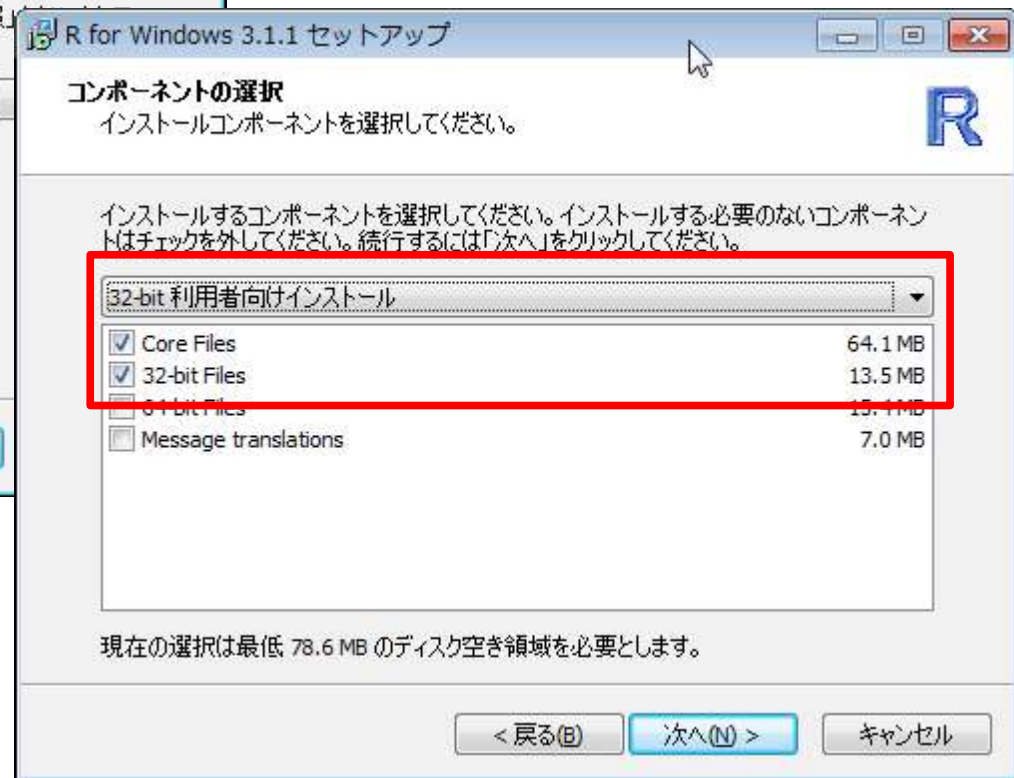 R for Windows 3.1.1 セットアップ
コンポーネントの選択
インストールコンポーネントを選択してください。
R
インストールするコンポーネントを選択してください。インストールする必要のないコンポーネン
トはチェックを外してください。続行するには「次へ」をクリックしてください。
32-bit 利用者向けインストール
Core Files 64.1 MB
32-bit Files 13.5 MB
64-bit Files
Message translations 7.0 MB
現在の選択は最低 78.6 MB のディスク空き領域を必要とします。
< 戻る(B) 次へ(N) > キャンセル